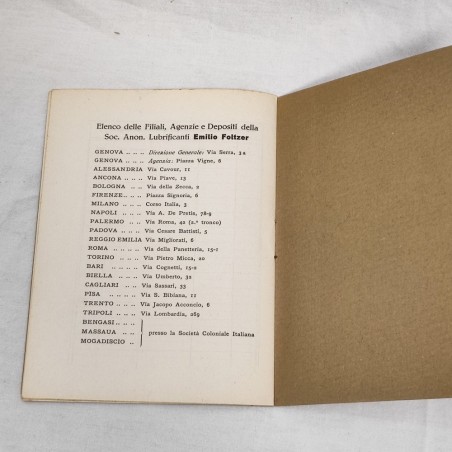 Elenco delle Filiali, Agenzie e Depositi della
Soc. Anon. Lubrificanti Emilio Foltzer
GENOVA .. .. .. Direzione Generale: Via Serra, 3a
GENOVA .. .. .. Agenzia: Piazza Vigne, 6
ALESSANDRIA Via Cavour, 11
ANCONA .. .. .. Via Piave, 13
BOLOGNA .. .. Via della Zecca, 2
FIRENZE .. .. .. Piazza Signoria, 6
MILANO .. .. .. Corso Italia, 3
NAPOLI .. .. .. Via A. De Pretis, 78-9
PALERMO .. .. Via Roma, 42 (2.° tronco)
PADOVA .. .. .. Via Cesare Battisti, 5
REGGIO EMILIA Via Migliorati, 6
ROMA .. .. .. .. Via della Panetteria, 15-1
TORINO .. .. .. Via Pietro Micca, 20
BARI .. .. .. .. Via Cognetti, 15-2
BIELLA .. .. .. Via Umberto, 32
CAGLIARI .. .. Via Sassari, 33
PISA .. .. .. .. Via S. Bibiana, 11
TRENTO .. .. .. Via Jacopo Acconcio, 6
TRIPOLI .. .. .. Via Lombardia, 269
BENGASI .. .. ..
MASSAUA .. .. presso la Società Coloniale Italiana
MOGADISCIO ..